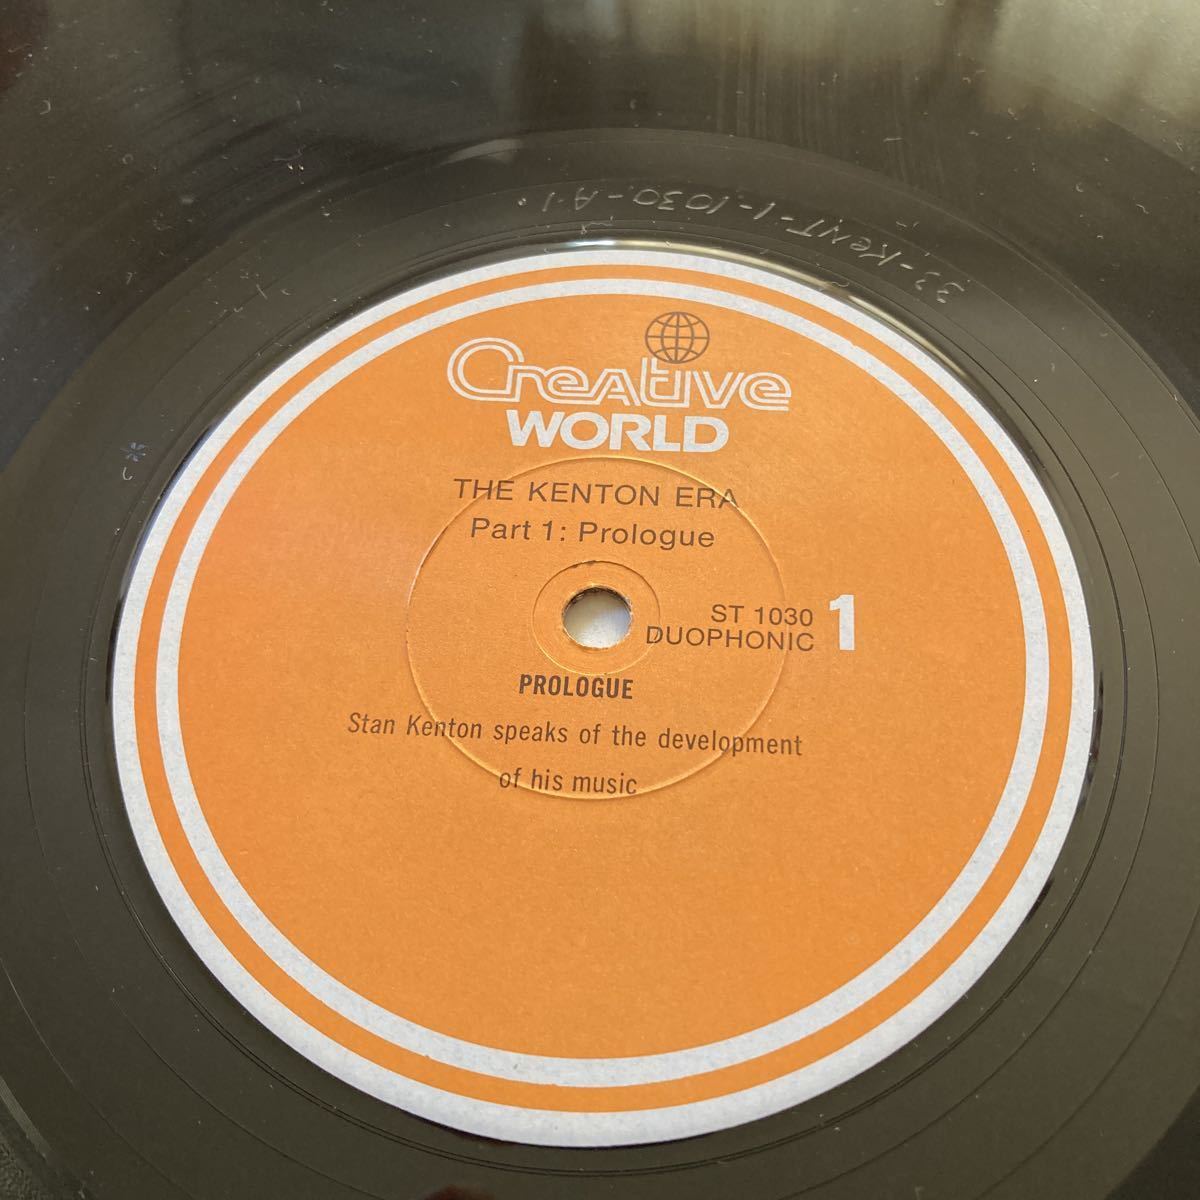 33-KENT-1-1030-A-1.
Creative
WORLD
THE KENTON ERA
Part 1: Prologue
ST 1030
DUOPHONIC
1
PROLOGUE
Stan Kenton speaks of the development
of his music